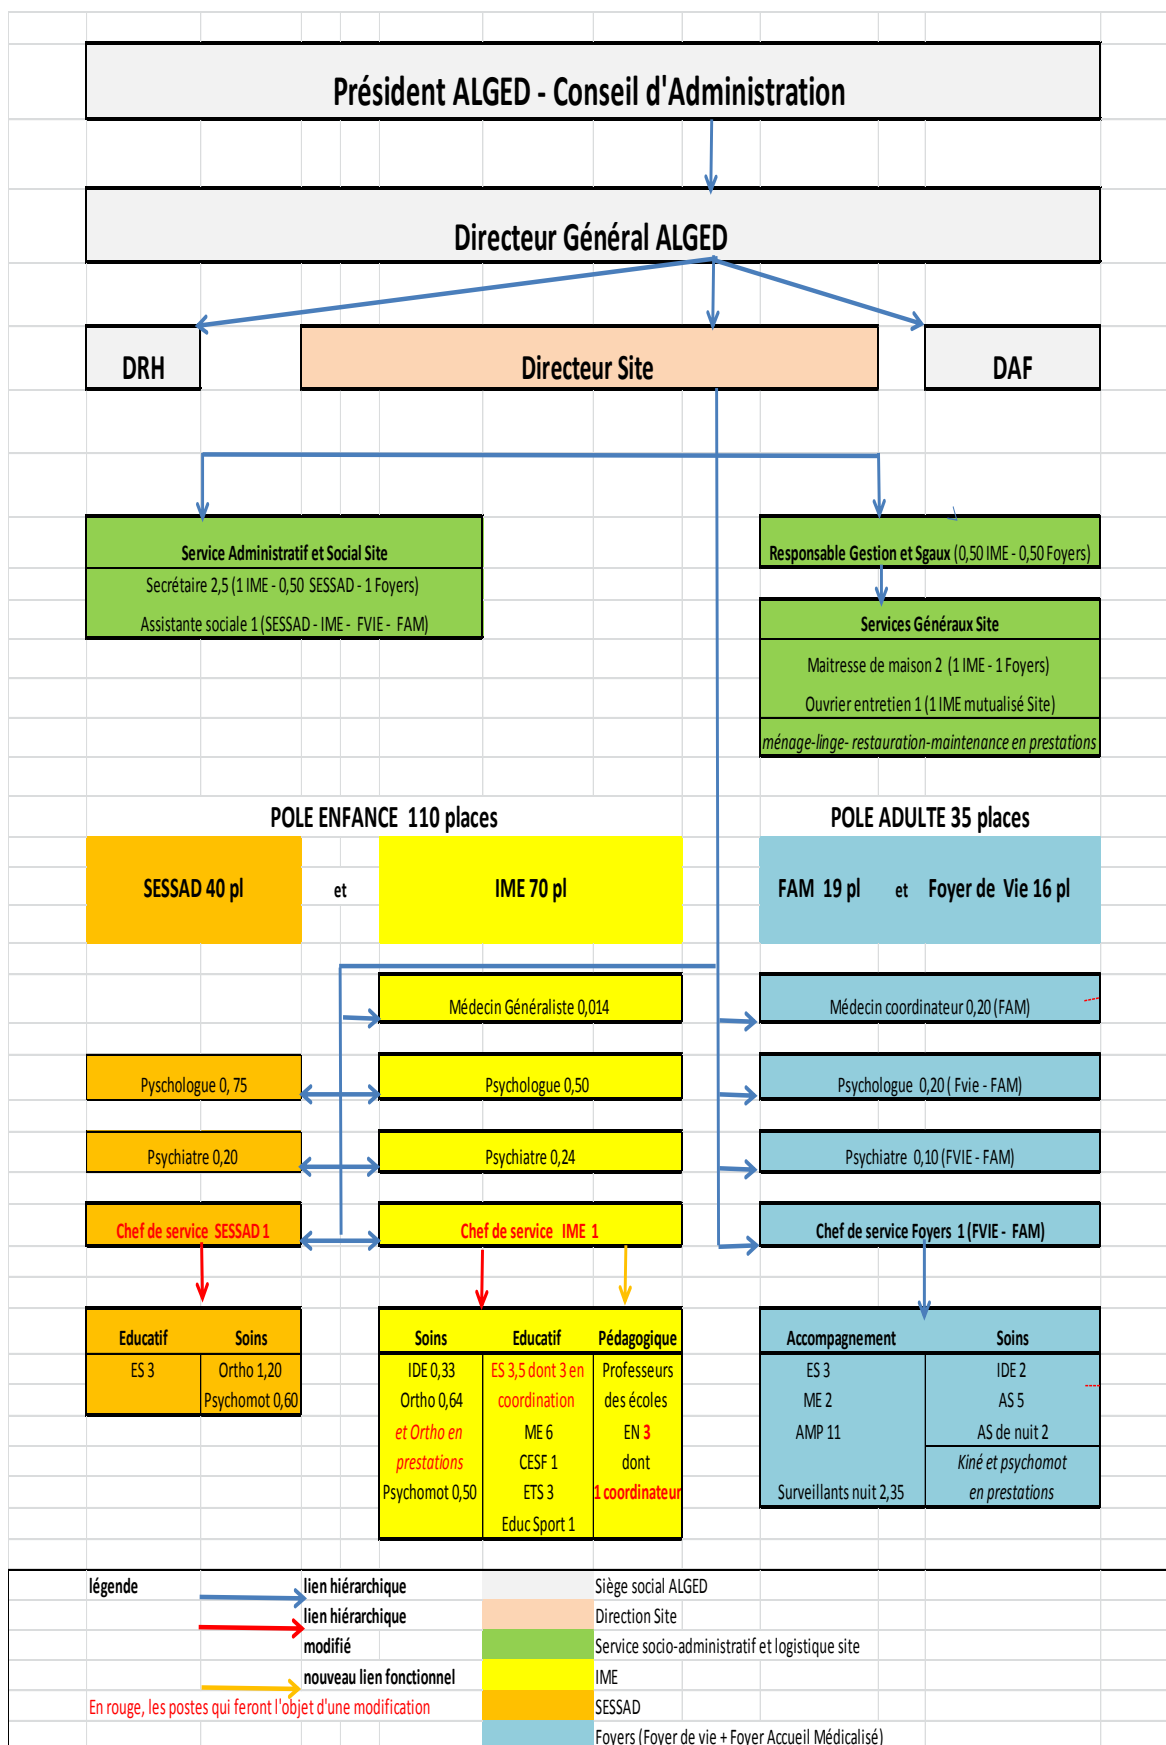 Président ALGED - Conseil d'Administration
Directeur Général ALGED
DRH
Directeur Site
DAF
Service Administratif et Social Site
Secrétaire 2,5 (1 IME - 0,50 SESSAD - 1 Foyers)
Assistante sociale 1 (SESSAD - IME - FVIE - FAM)
Responsable Gestion et Sgaux (0,50 IME - 0,50 Foyers)
Services Généraux Site
Maitresse de maison 2 (1 IME - 1 Foyers)
Ouvrier entretien 1 (1 IME mutualisé Site)
ménage-linge- restauration-maintenance en prestations
POLE ENFANCE 110 places
POLE ADULTE 35 places
SESSAD 40 pl
et
IME 70 pl
FAM 19 pl et Foyer de Vie 16 pl
Médecin Généraliste 0,014
Médecin coordinateur 0,20 (FAM)
Pyschologue 0, 75
Psychologue 0,50
Psychologue 0,20 ( Fvie - FAM)
Psychiatre 0,20
Psychiatre 0,24
Psychiatre 0,10 (FVIE - FAM)
Chef de service SESSAD 1
Chef de service IME 1
Chef de service Foyers 1 (FVIE - FAM)
Educatif
Soins
ES 3
Ortho 1,20
Psychomot 0,60
Soins
IDE 0,33
Ortho 0,64
et Ortho en
prestations
Psychomot 0,50
Educatif
ES 3,5 dont 3 en
coordination
ME 6
CESF 1
ETS 3
Educ Sport 1
Pédagogique
Professeurs
des écoles
EN 3
dont
1 coordinateur
Accompagnement
ES 3
ME 2
AMP 11
Surveillants nuit 2,35
Soins
IDE 2
AS 5
AS de nuit 2
Kiné et psychomot
en prestations
légende
lien hiérarchique
Siège social ALGED
lien hiérarchique
Direction Site
modifié
Service socio-administratif et logistique site
nouveau lien fonctionnel
IME
En rouge, les postes qui feront l'objet d'une modification
SESSAD
Foyers (Foyer de vie + Foyer Accueil Médicalisé)